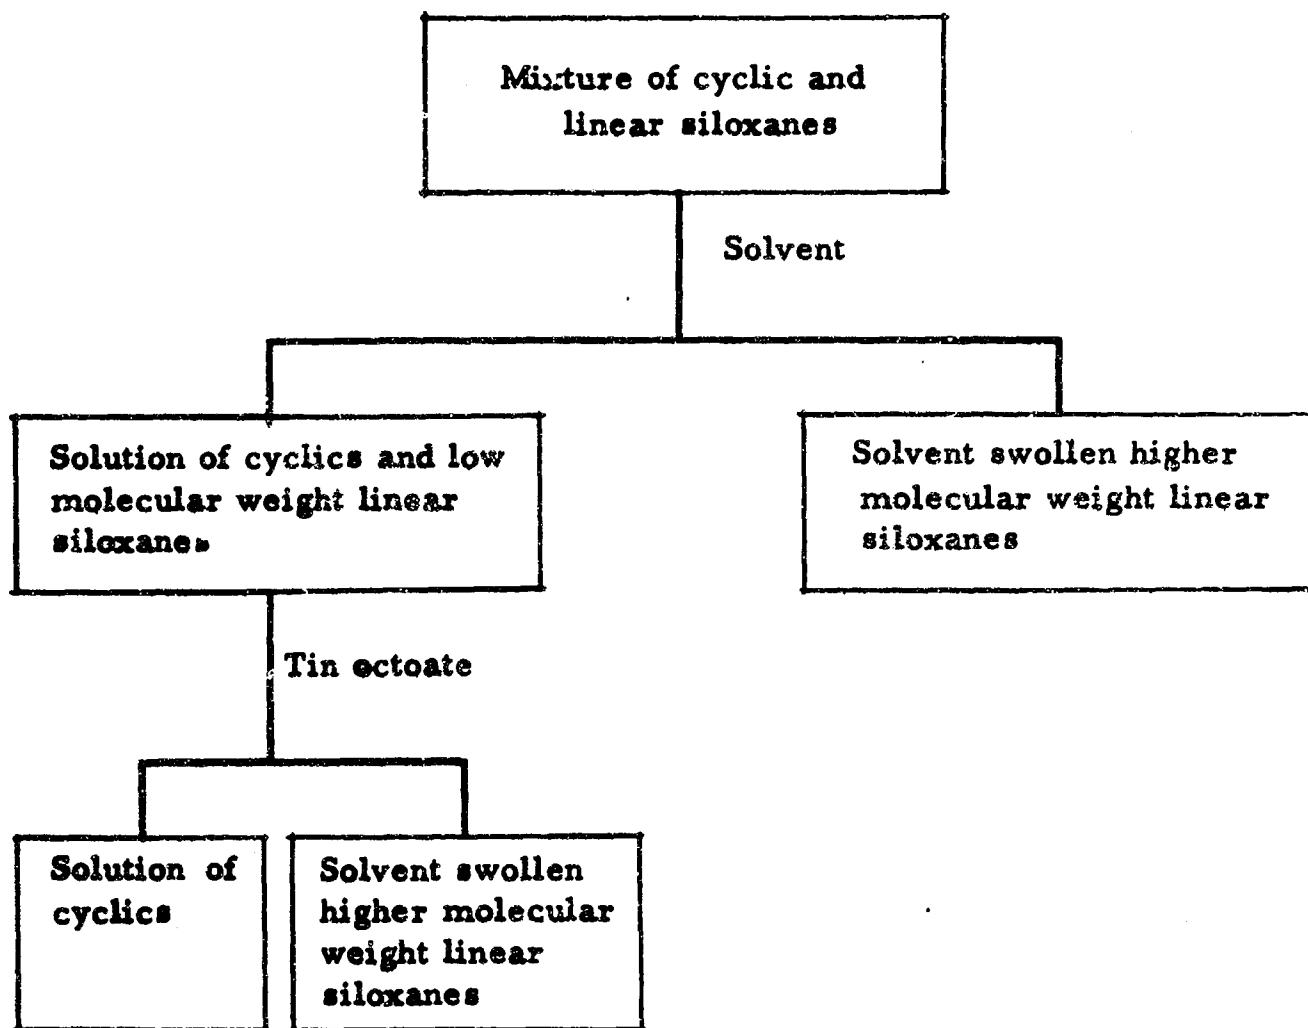 Mixture of cyclic and
linear siloxanes
Solvent
Solution of cyclics and low
molecular weight linear
siloxanes
Solvent swollen higher
molecular weight linear
siloxanes
Tin octoate
Solution of
cyclics
Solvent swollen
higher molecular
weight linear
siloxanes